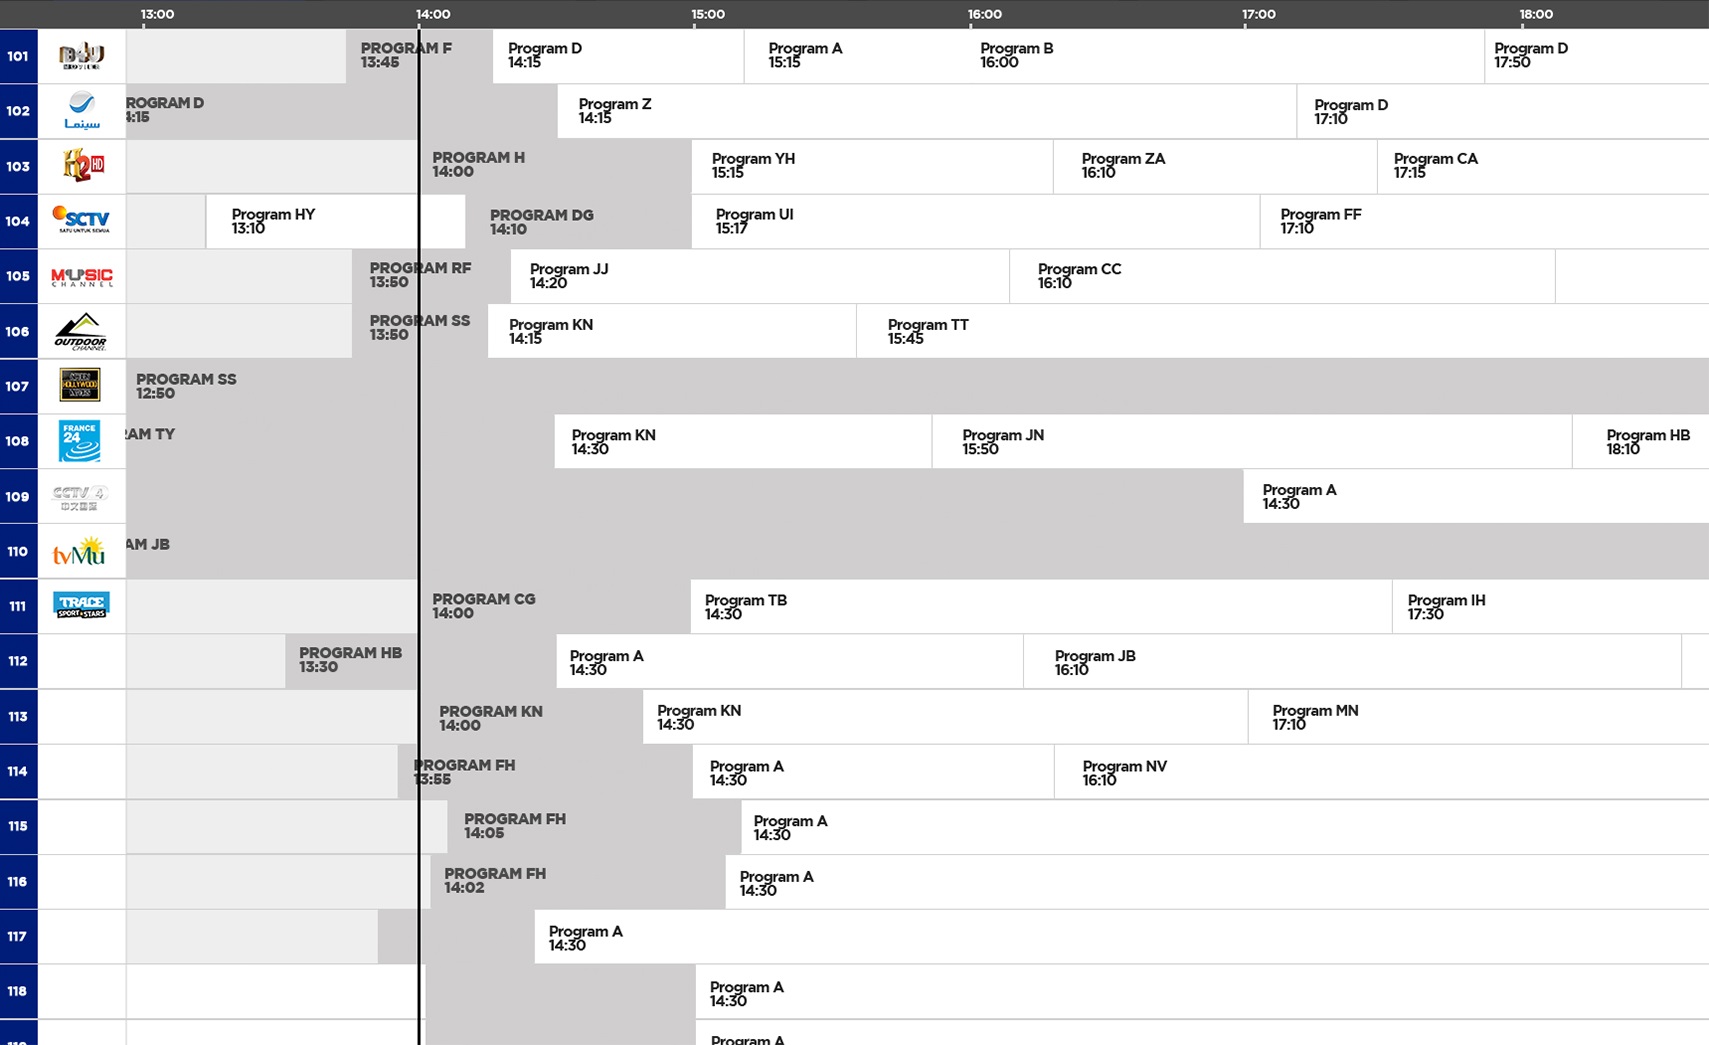 13:00 14:00 15:00 16:00 17:00 18:00
101 PROGRAM F Program D Program A Program B Program D
13:45 14:15 15:15 16:00 17:50
102 سينما ROGRAM D Program Z Program D
4:15 14:15 17:10
103 H2 HD PROGRAM H Program YH Program ZA Program CA
14:00 15:15 16:10 17:15
104 SCTV Program HY PROGRAM DG Program UI Program FF
SATU UNTUK SEMUA 13:10 14:10 15:17 17:10
105 MUSIC PROGRAM RF Program JJ Program CC
CHANNEL 13:50 14:20 16:10
106 OUTDOOR PROGRAM SS Program KN Program TT
CHANNEL 13:50 14:15 15:45
107 HOLLYWOOD PROGRAM SS
12:50
108 FRANCE 24 RAM TY Program KN Program JN Program HB
14:30 15:50 18:10
109 CCTV 4 Program A
中文国际 14:30
110 tvMu AM JB
111 TRACE PROGRAM CG Program TB Program IH
SPORT STARS 14:00 14:30 17:30
112 PROGRAM HB Program A Program JB
13:30 14:30 16:10
113 PROGRAM KN Program KN Program MN
14:00 14:30 17:10
114 PROGRAM FH Program A Program NV
13:55 14:30 16:10
115 PROGRAM FH Program A
14:05 14:30
116 PROGRAM FH Program A
14:02 14:30
117 Program A
14:30
118 Program A
14:30
Program A